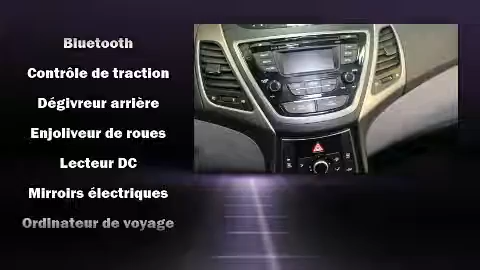 Bluetooth
Contrôle de traction
Dégivreur arrière
Enjoliveur de roues
Lecteur DC
Mirroirs électriques
Ordinateur de voyage